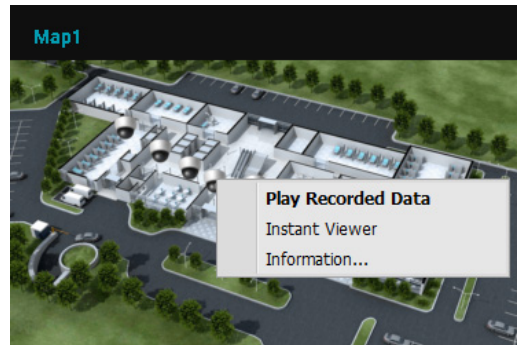 Map1
Play Recorded Data
Instant Viewer
Information...